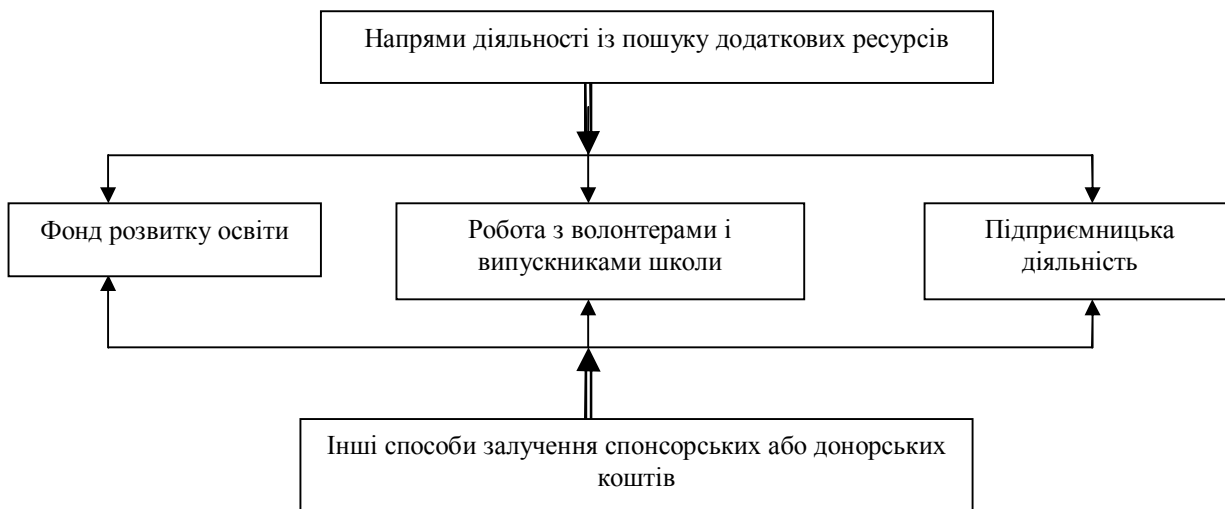 Напрями діяльності із пошуку додаткових ресурсів
Фонд розвитку освіти
Робота з волонтерами і
випускниками школи
Підприємницька
діяльність
Інші способи залучення спонсорських або донорських
коштів